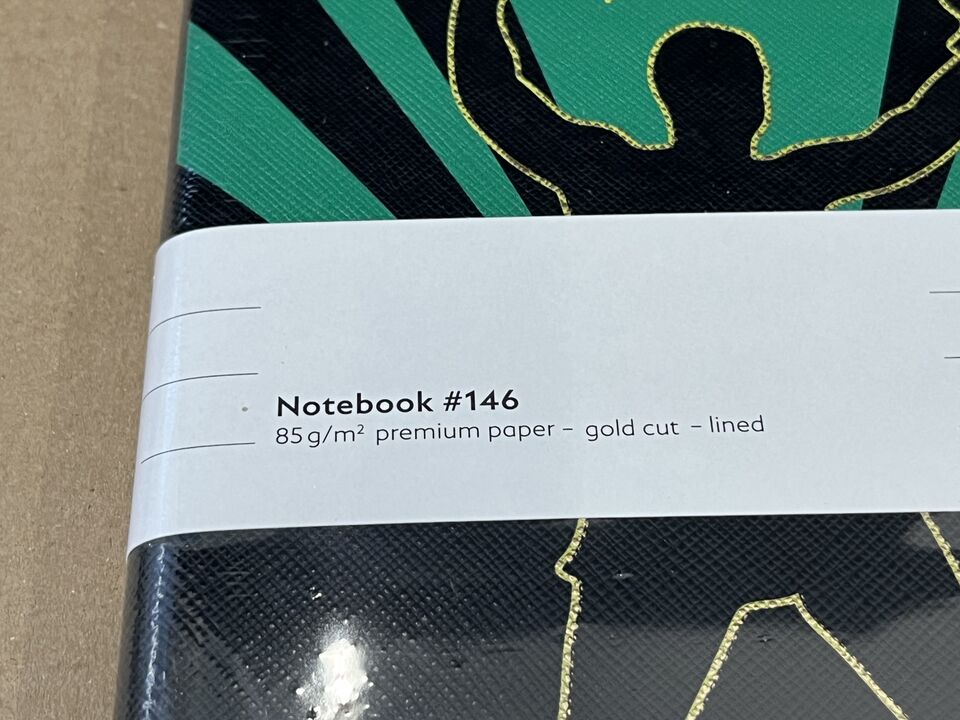 Notebook #146
85 g/m² premium paper – gold cut – lined